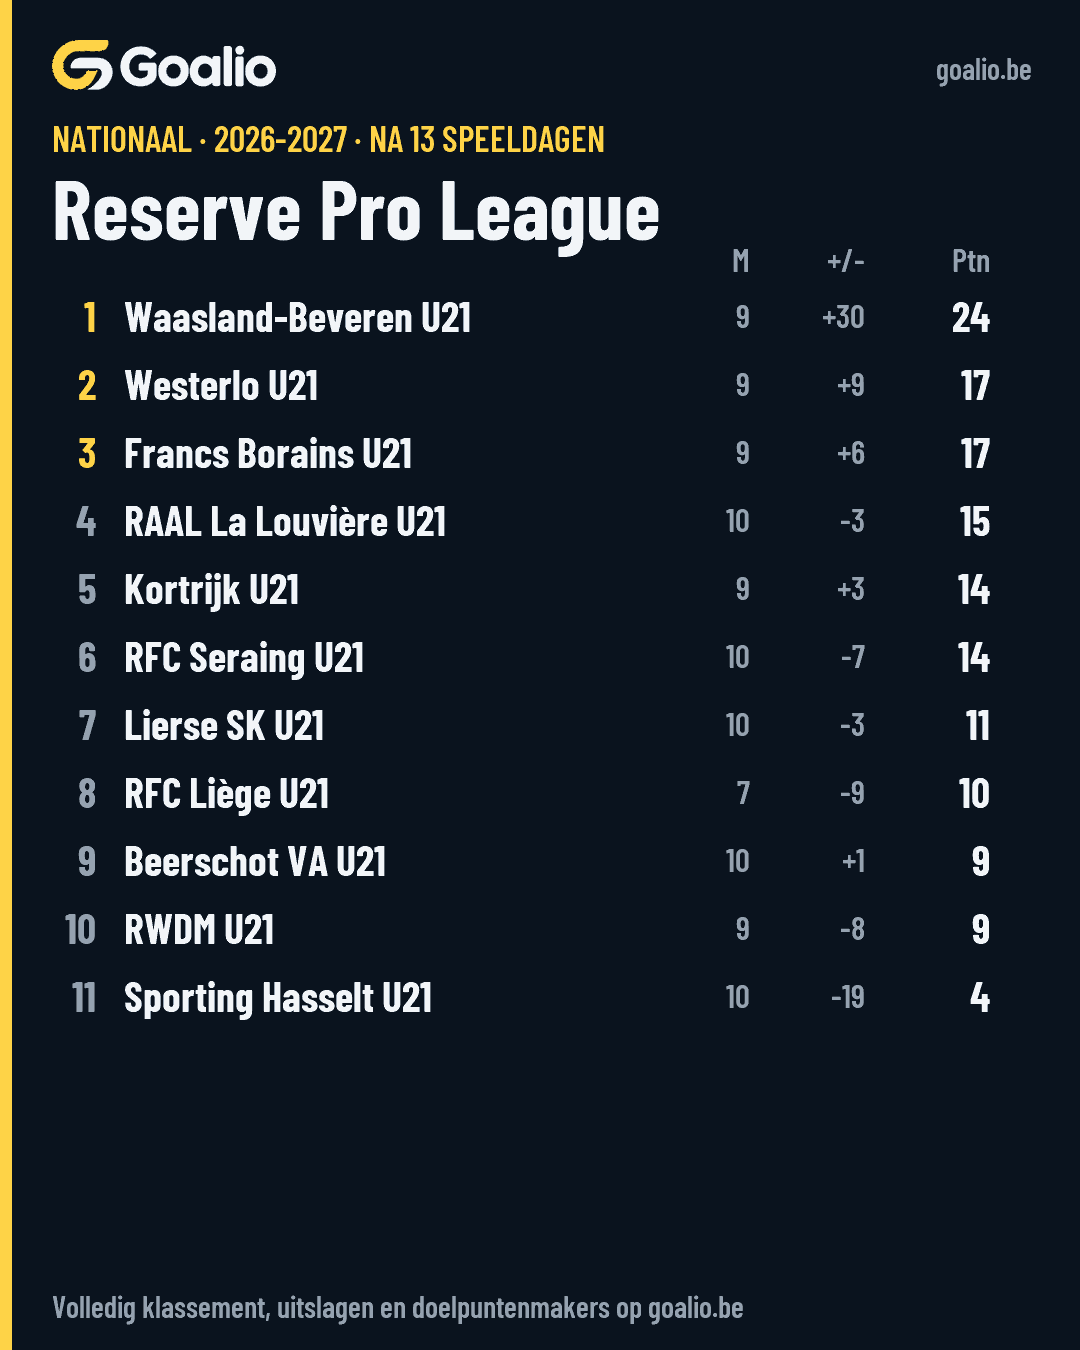 Goalio goalio.be
NATIONAAL · 2026-2027 · NA 13 SPEELDAGEN
Reserve Pro League
M +/- Ptn
1 Waasland-Beveren U21 9 +30 24
2 Westerlo U21 9 +9 17
3 Francs Borains U21 9 +6 17
4 RAAL La Louvière U21 10 -3 15
5 Kortrijk U21 9 +3 14
6 RFC Seraing U21 10 -7 14
7 Lierse SK U21 10 -3 11
8 RFC Liège U21 7 -9 10
9 Beerschot VA U21 10 +1 9
10 RWDM U21 9 -8 9
11 Sporting Hasselt U21 10 -19 4
Volledig klassement, uitslagen en doelpuntenmakers op goalio.be